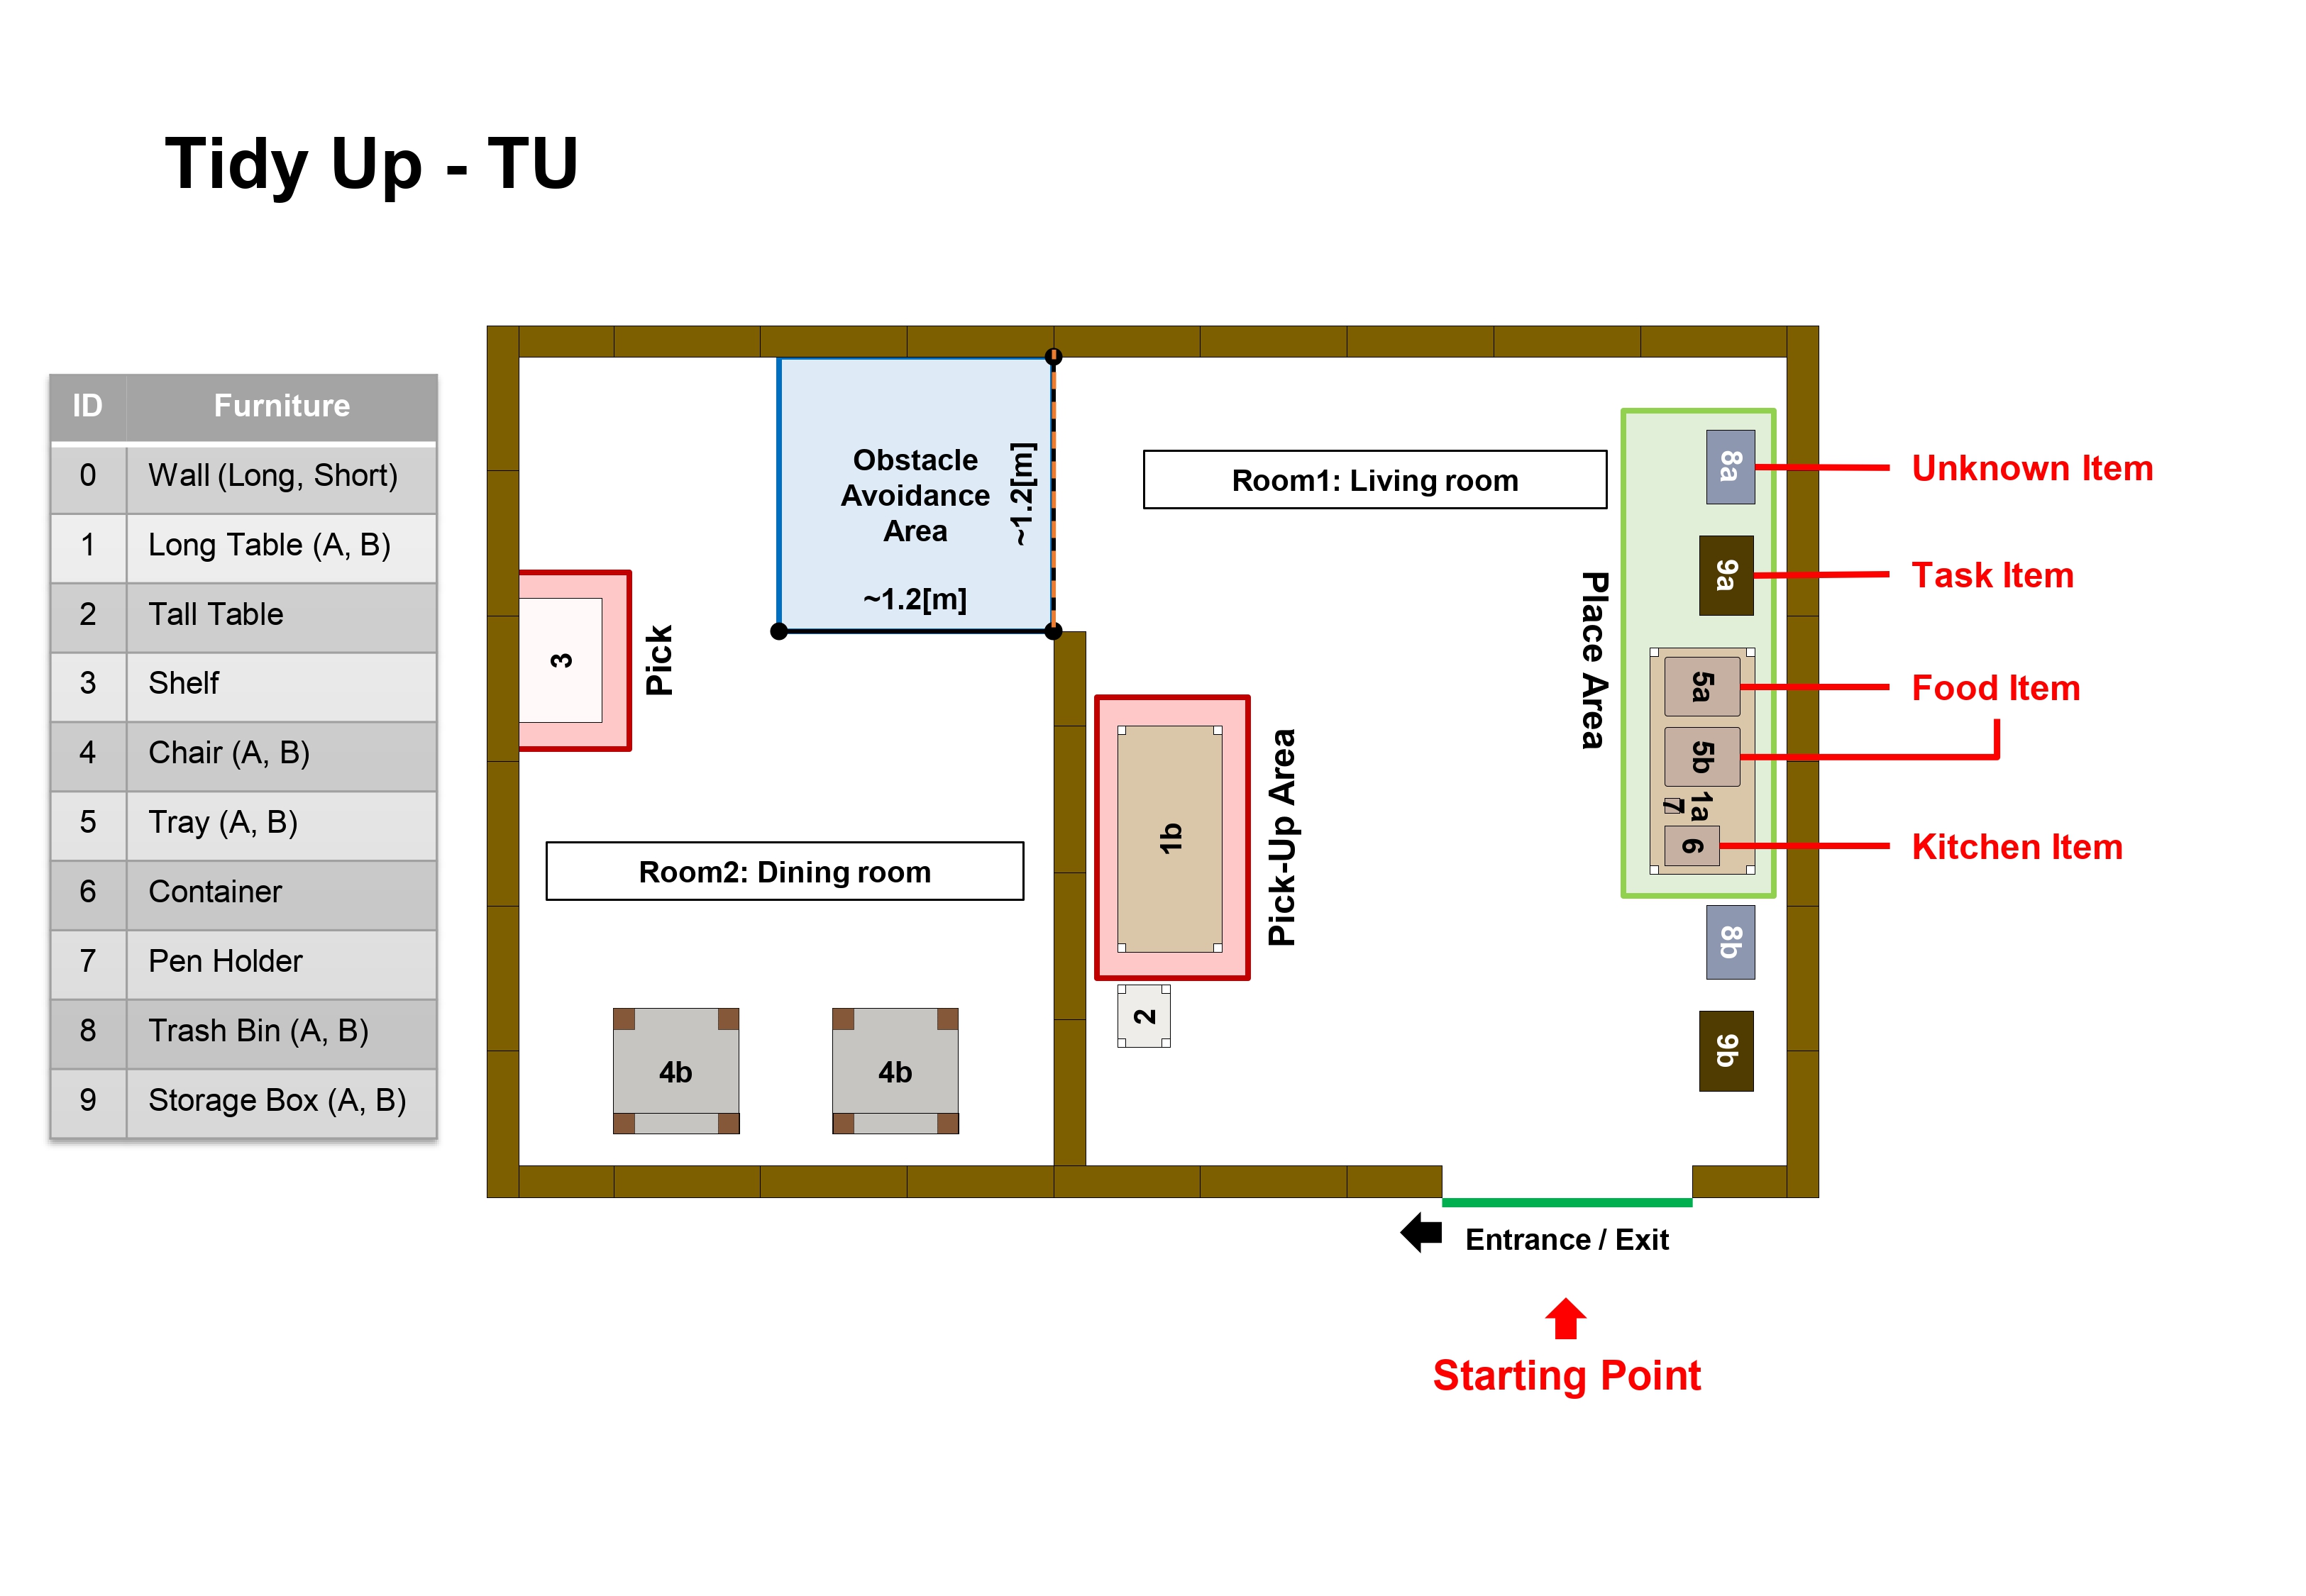 Tidy Up - TU
ID Furniture
0 Wall (Long, Short)
1 Long Table (A, B)
2 Tall Table
3 Shelf
4 Chair (A, B)
5 Tray (A, B)
6 Container
7 Pen Holder
8 Trash Bin (A, B)
9 Storage Box (A, B)
Obstacle
Avoidance
Area
~1.2[m]
~1.2[m]
3
Pick
Room2: Dining room
4b
4b
Room1: Living room
1b
Pick-Up Area
2
Place Area
8a
9a
5a
5b
1a
7
6
8b
9b
Unknown Item
Task Item
Food Item
Kitchen Item
Entrance / Exit
Starting Point